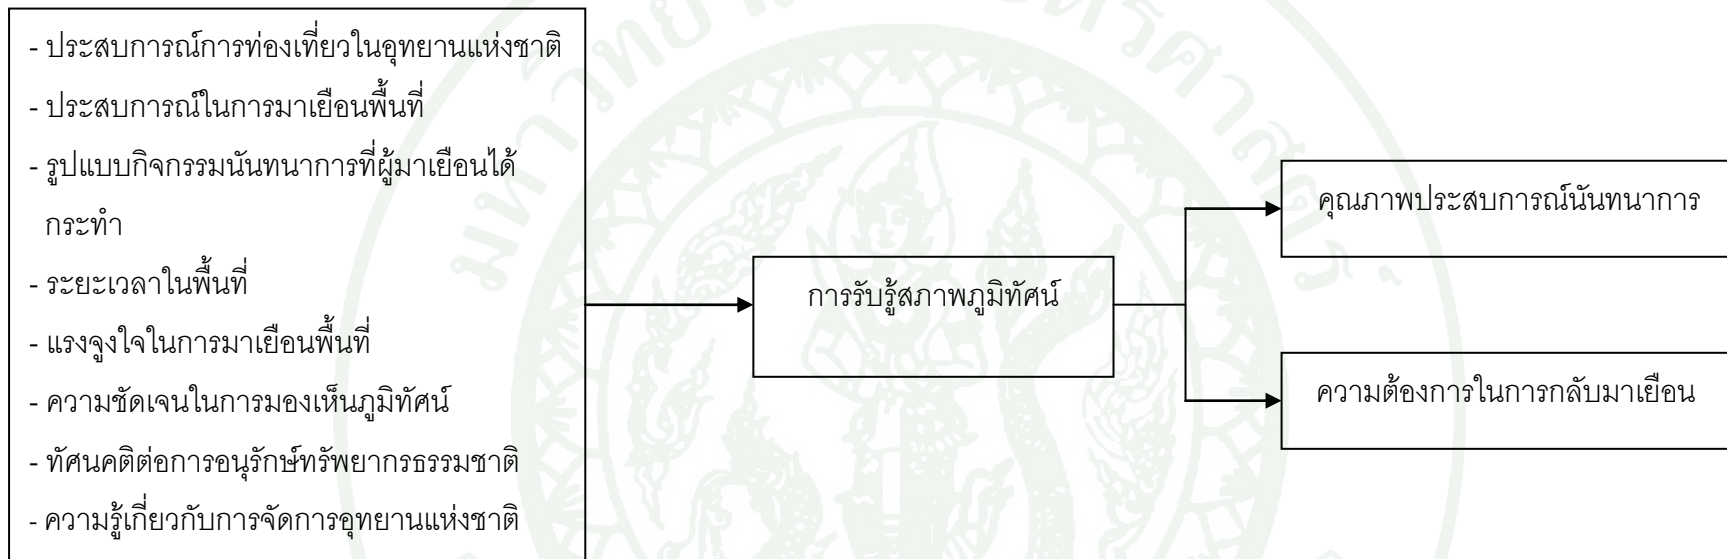 - ประสบการณ์การท่องเที่ยวในอุทยานแห่งชาติ
- ประสบการณ์ในการมาเยือนพื้นที่
- รูปแบบกิจกรรมนันทนาการที่ผู้มาเยือนได้
กระทำ
- ระยะเวลาในพื้นที่
- แรงจูงใจในการมาเยือนพื้นที่
- ความชัดเจนในการมองเห็นภูมิทัศน์
- ทัศนคติต่อการอนุรักษ์ทรัพยากรธรรมชาติ
- ความรู้เกี่ยวกับการจัดการอุทยานแห่งชาติ
การรับรู้สภาพภูมิทัศน์
คุณภาพประสบการณ์นันทนาการ
ความต้องการในการกลับมาเยือน